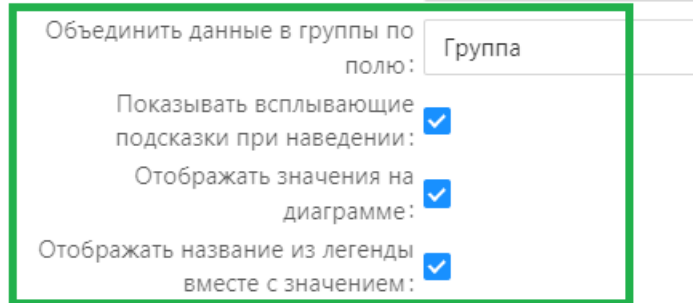 Объединить данные в группы по
полю:
Группа
Показывать всплывающие
подсказки при наведении:
Отображать значения на
диаграмме:
Отображать название из легенды
вместе с значением: